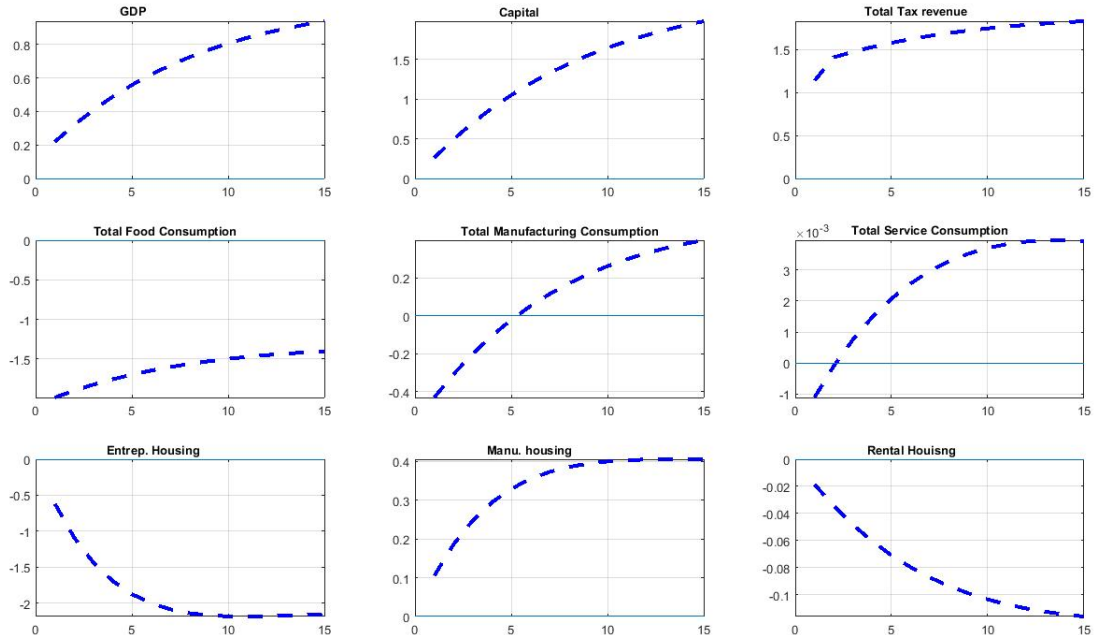 GDP
Capital
Total Tax revenue
0.8
0.6
0.4
0.2
0
0 5 10 15
1.5
1
0.5
0
0 5 10 15
1.5
1
0.5
0
0 5 10 15
Total Food Consumption
Total Manufacturing Consumption
Total Service Consumption
0
-0.5
-1
-1.5
0 5 10 15
0.2
0
-0.2
-0.4
0 5 10 15
× 10-3
3
2
1
0
-1
0 5 10 15
Entrep. Housing
Manu. housing
Rental Houisng
0
-0.5
-1
-1.5
-2
0 5 10 15
0.4
0.3
0.2
0.1
0
0 5 10 15
0
-0.02
-0.04
-0.06
-0.08
-0.1
0 5 10 15